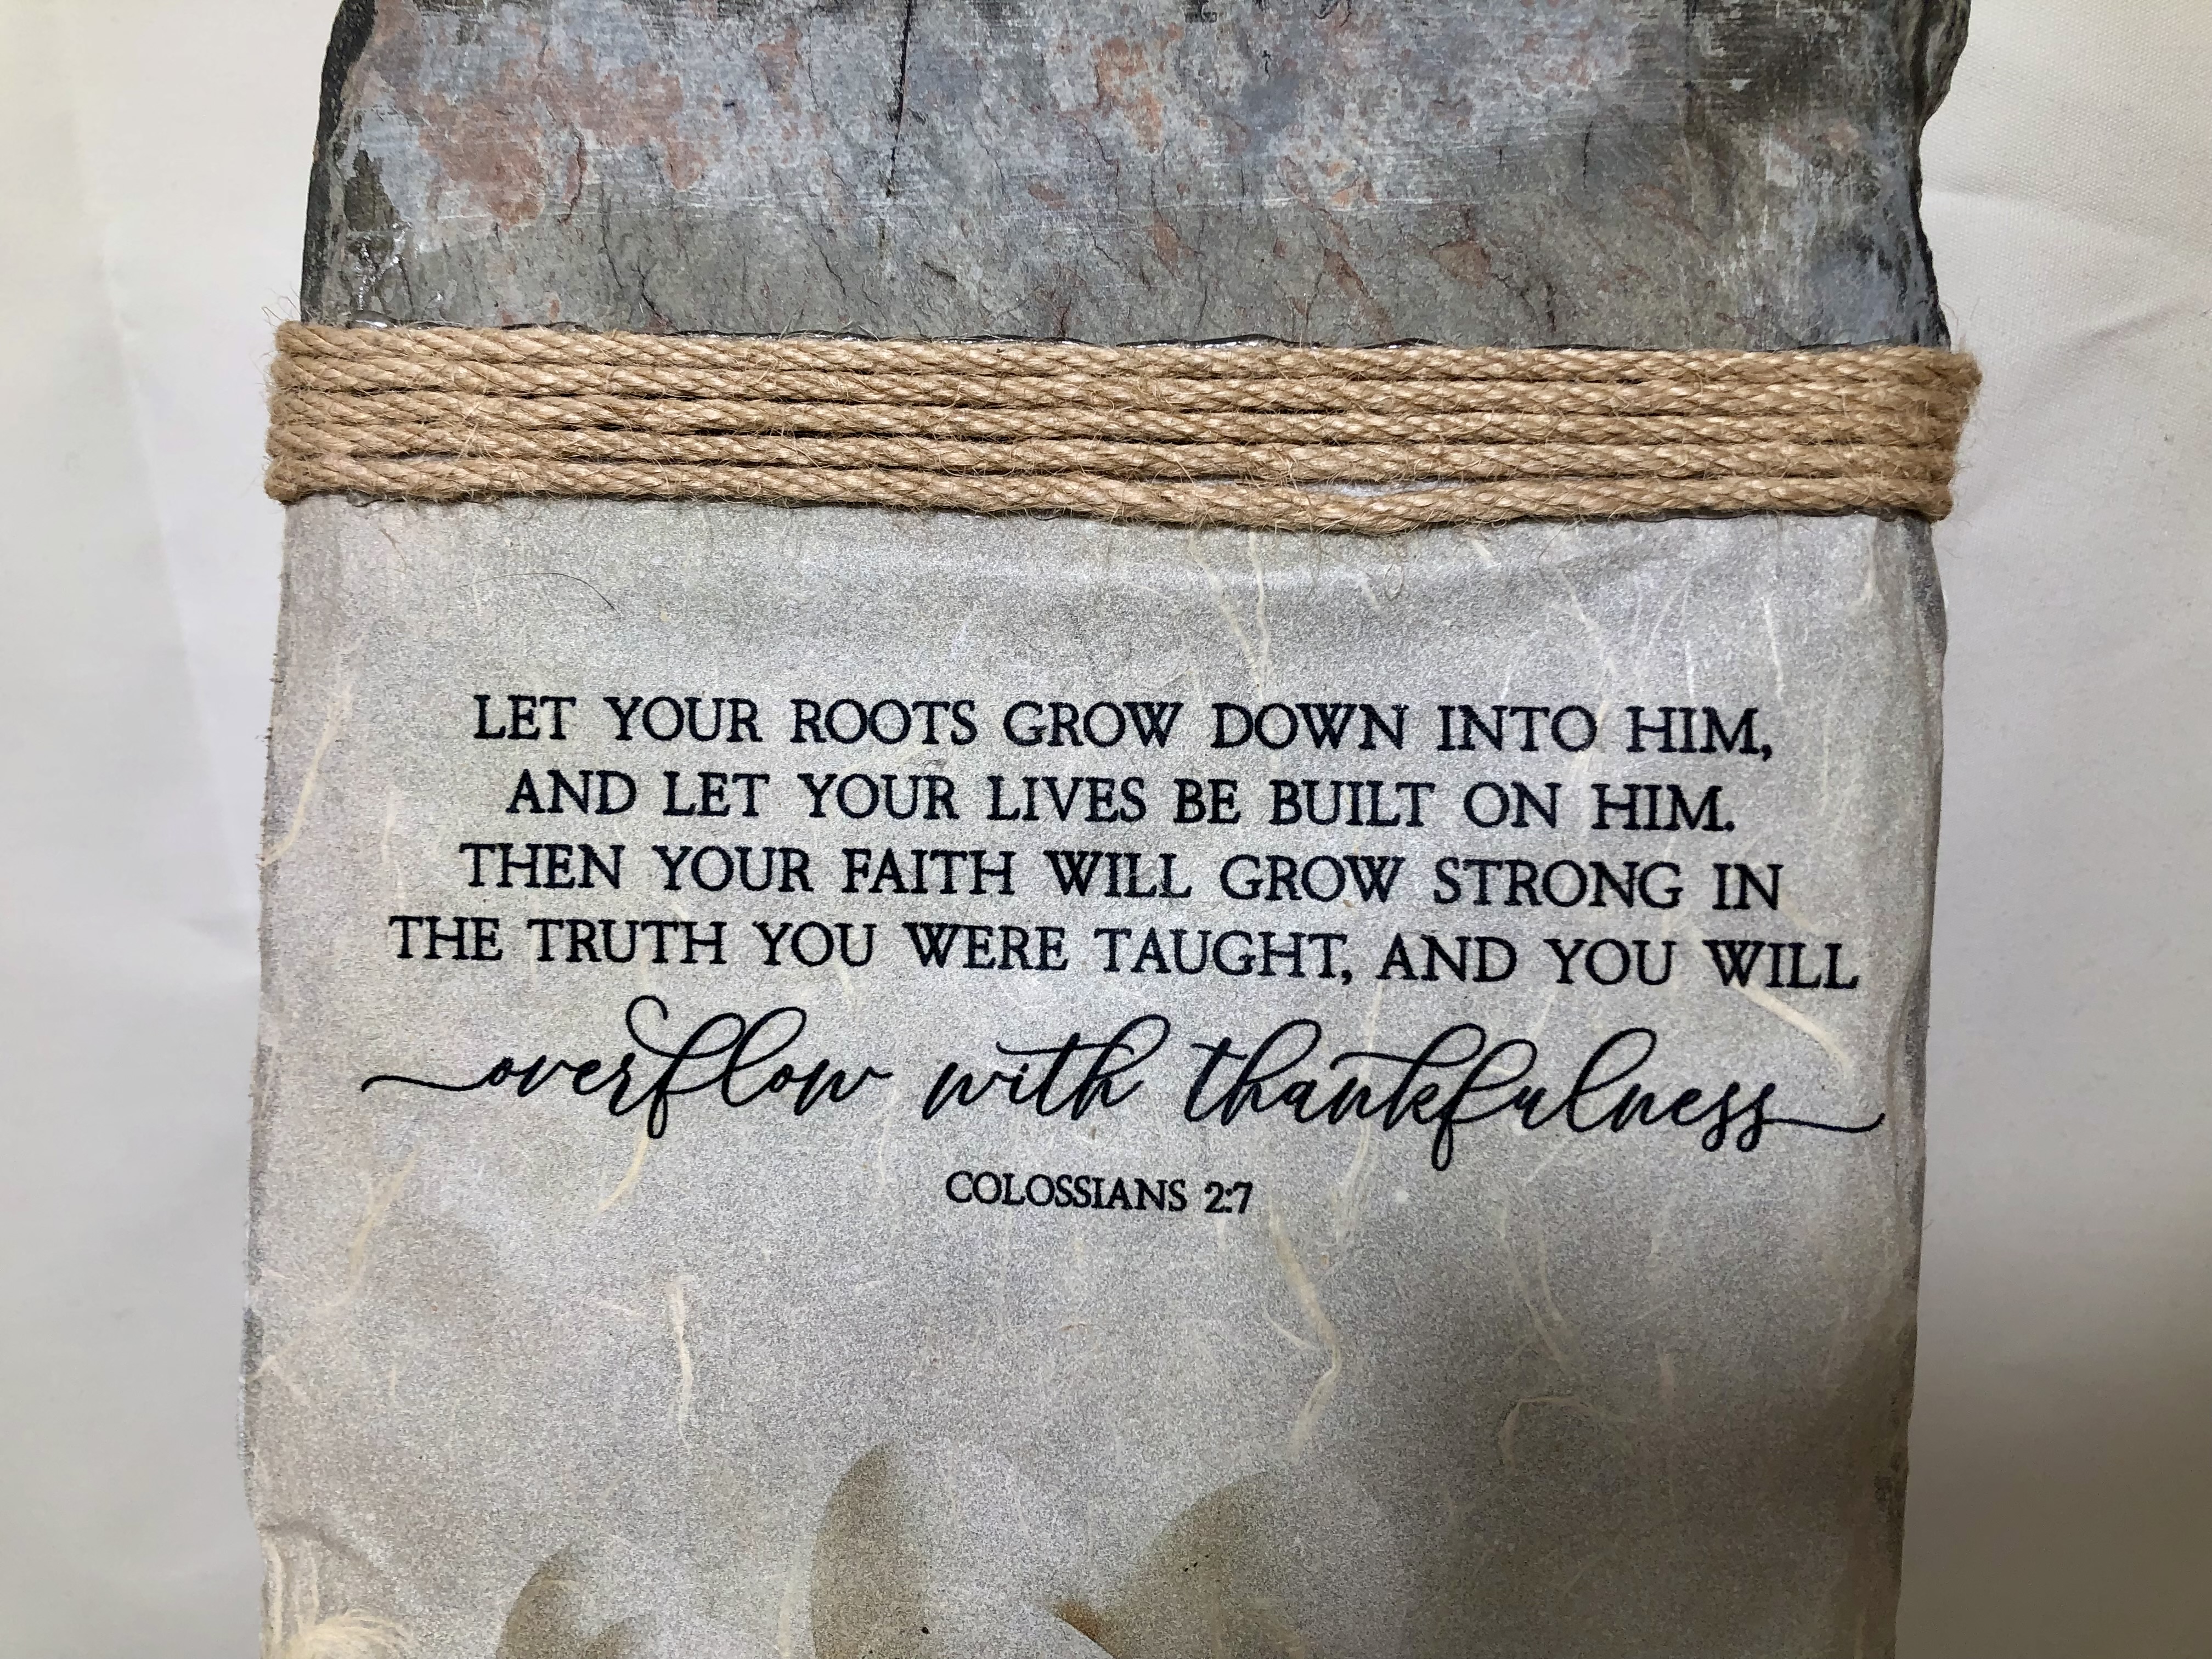 LET YOUR ROOTS GROW DOWN INTO HIM,
AND LET YOUR LIVES BE BUILT ON HIM.
THEN YOUR FAITH WILL GROW STRONG IN
THE TRUTH YOU WERE TAUGHT, AND YOU WILL
overflow with thankfulness
COLOSSIANS 2:7